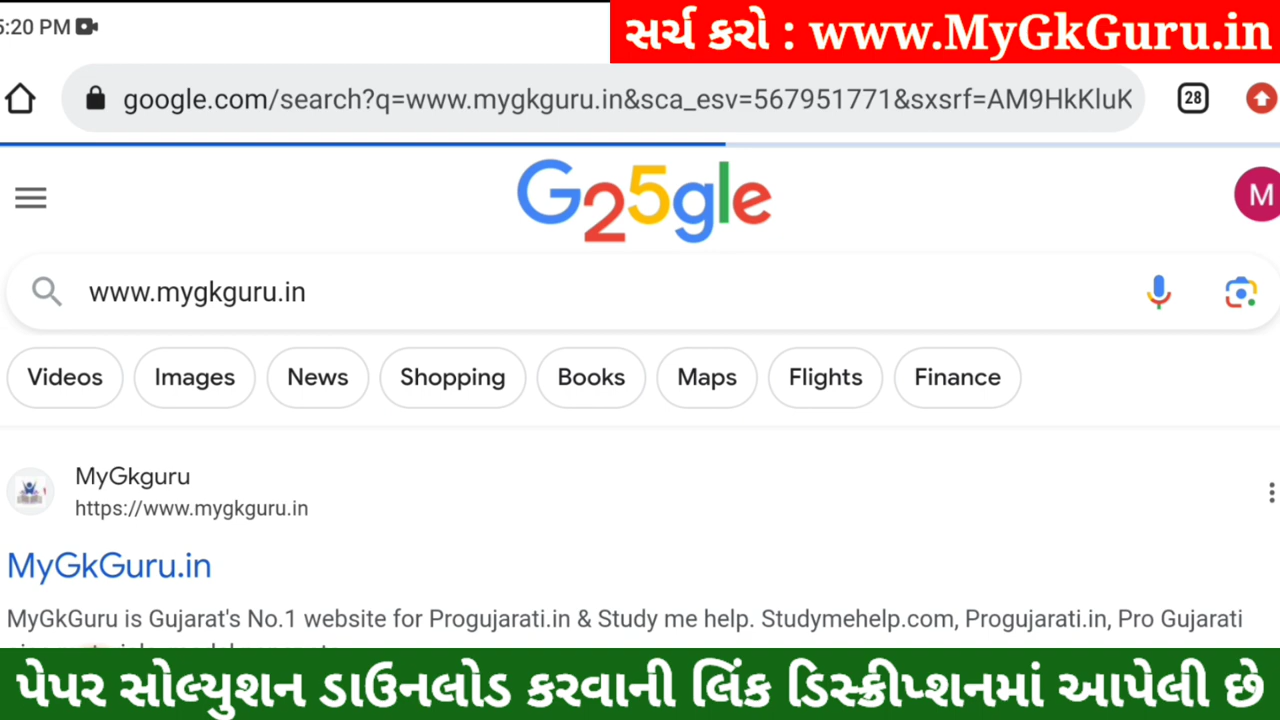 5:20 PM
સર્ચ કરો : www.MyGkGuru.in
google.com/search?q=www.mygkguru.in&sca_esv=567951771&sxsrf=AM9HkKluK
28
G25gle
M
www.mygkguru.in
Videos Images News Shopping Books Maps Flights Finance
MyGkguru
https://www.mygkguru.in
MyGkGuru.in
MyGkGuru is Gujarat's No.1 website for Progujarati.in & Study me help. Studymehelp.com, Progujarati.in, Pro Gujarati
પેપર સોલ્યુશન ડાઉનલોડ કરવાની લિંક ડિસ્ક્રીપ્શનમાં આપેલી છે